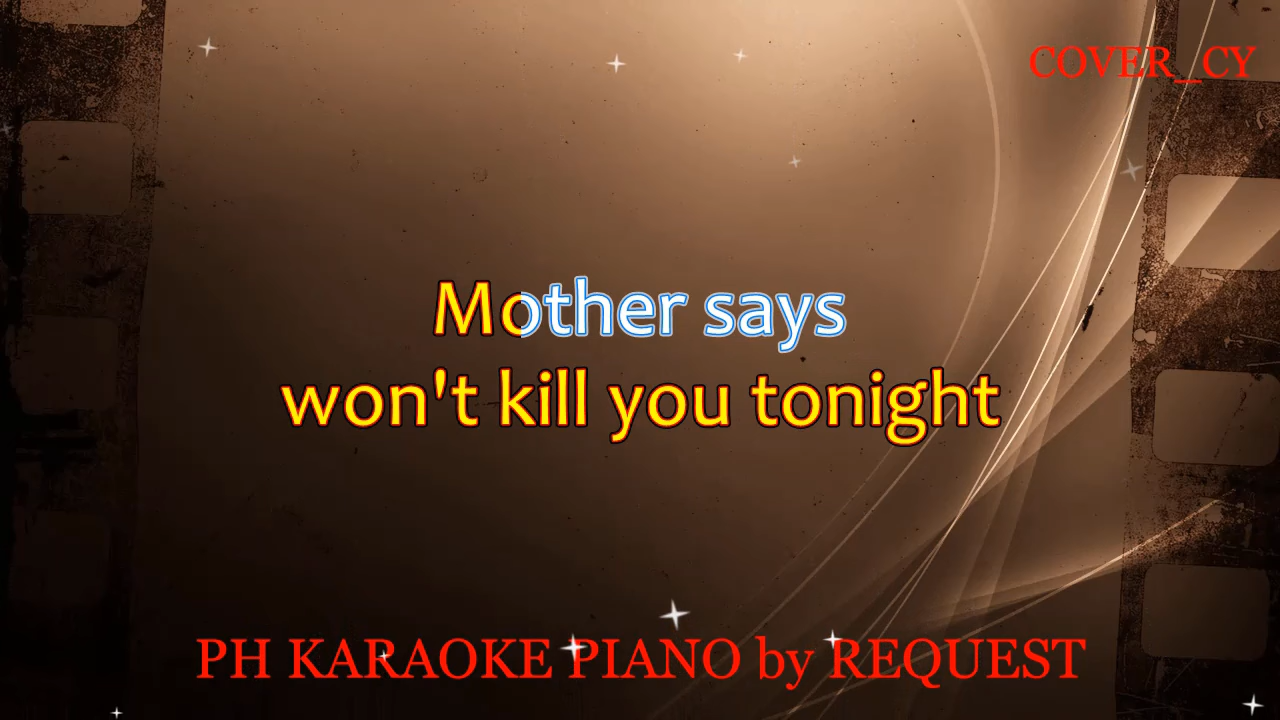 COVER_CY
Mother says
won't kill you tonight
PH KARAOKE PIANO by REQUEST